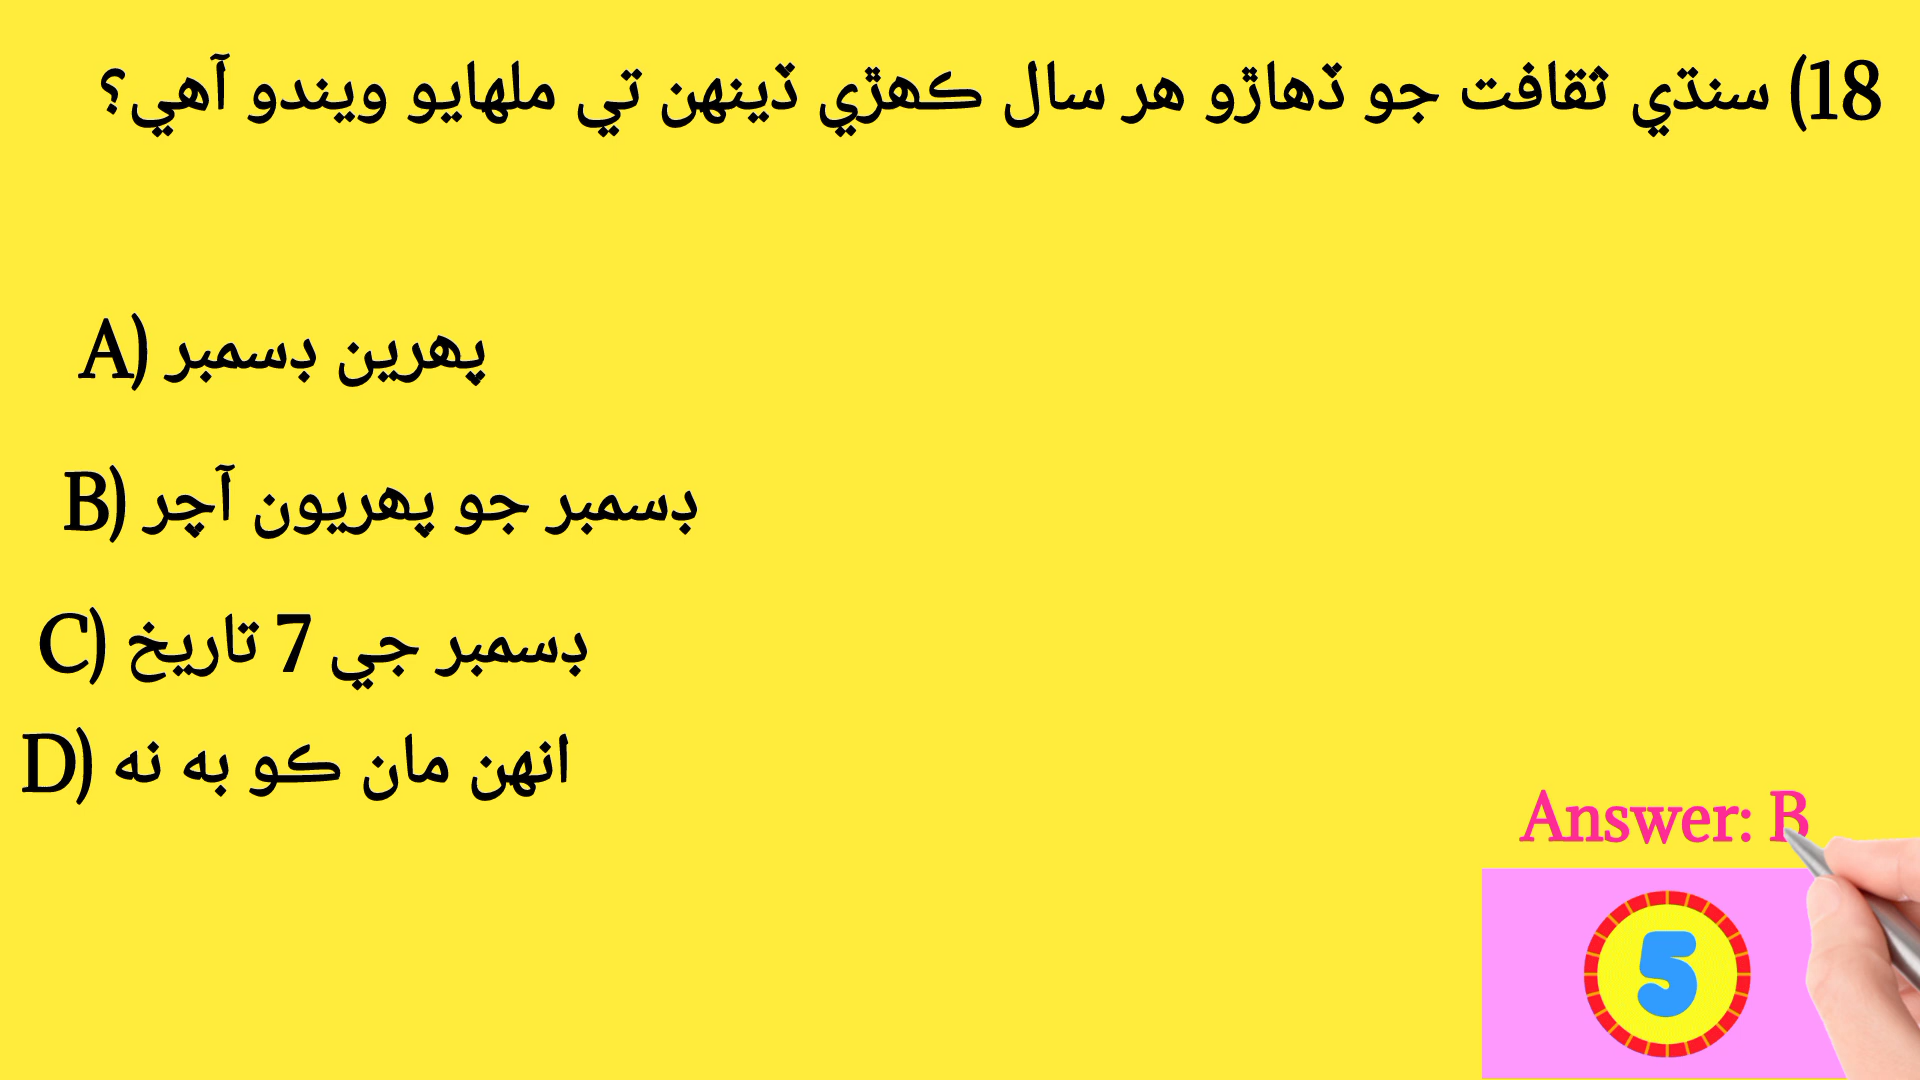 18) سنڌي ثقافت جو ڏهاڙو هر سال ڪهڙي ڏينهن تي ملهايو ويندو آهي؟
A) پهرين ڊسمبر
B) ڊسمبر جو پهريون آچر
C) ڊسمبر جي 7 تاريخ
D) انهن مان ڪو به نه
Answer: B
5